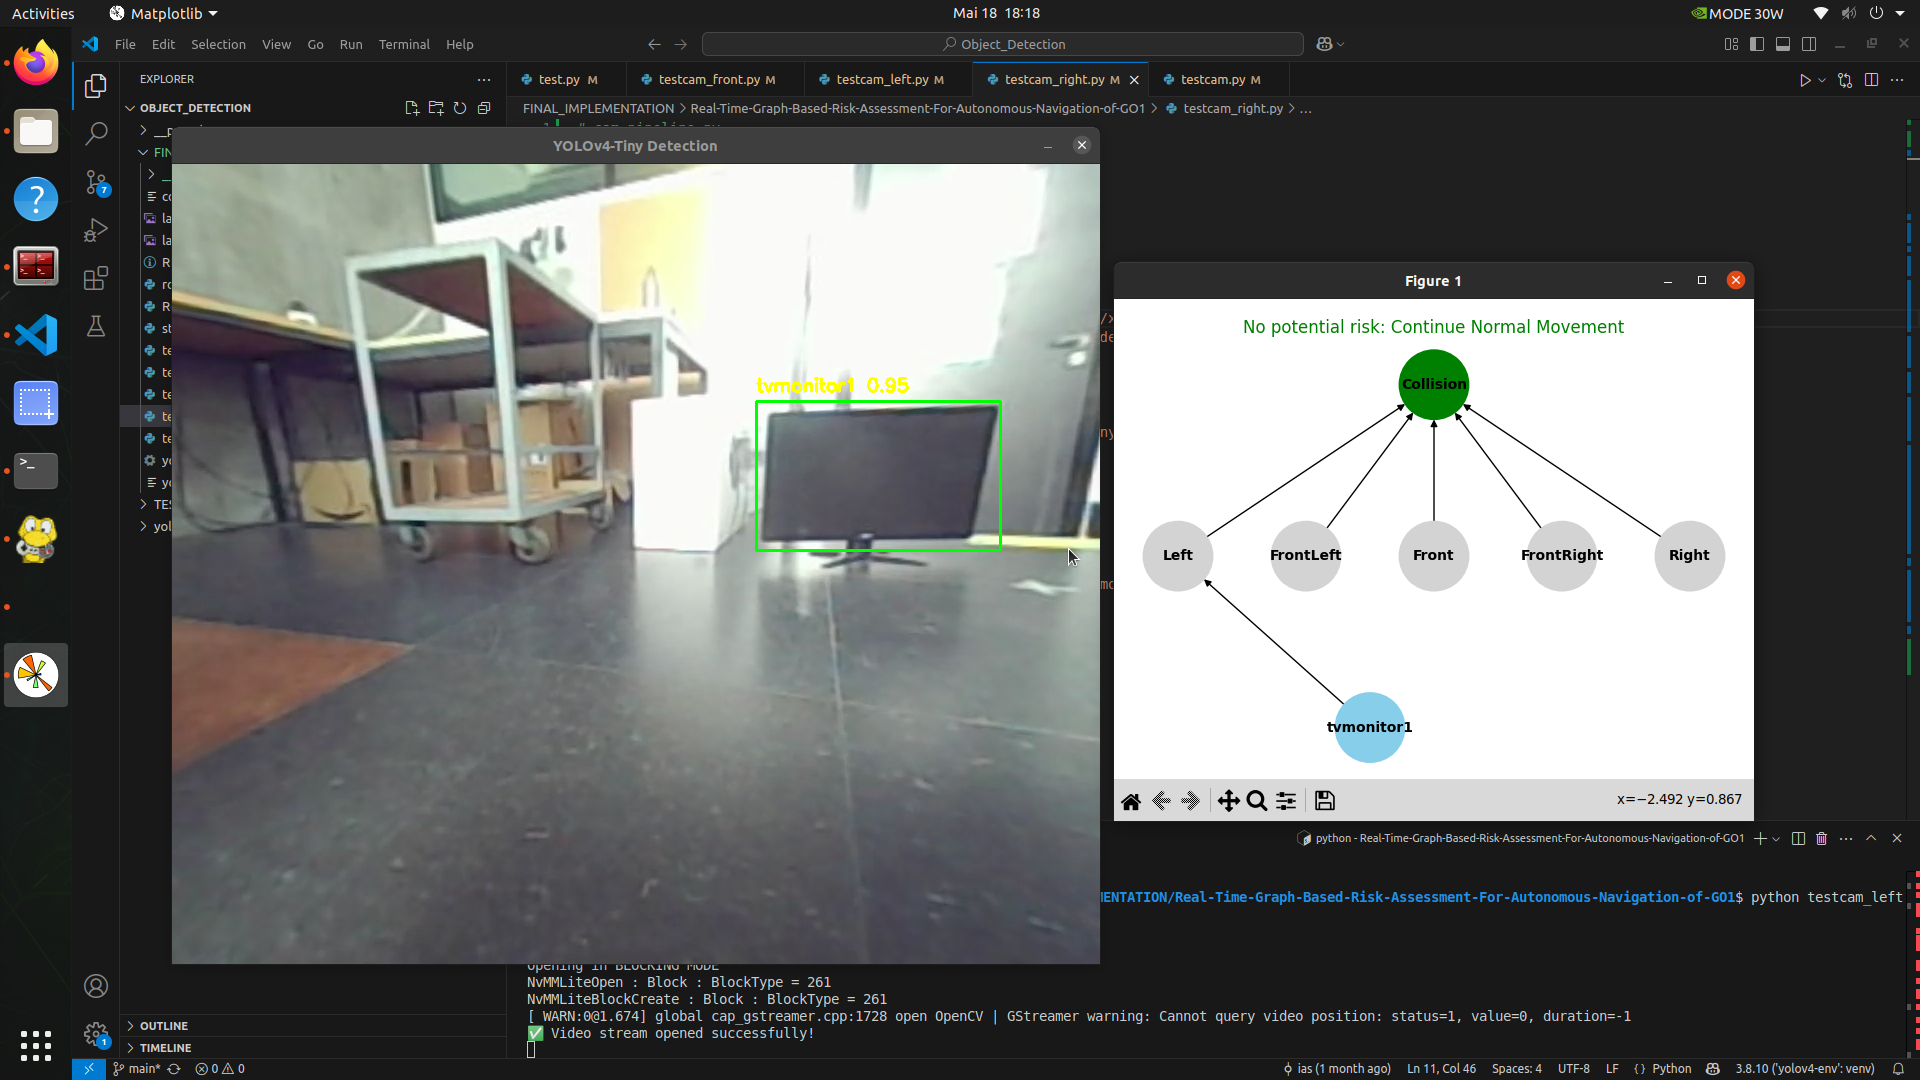 Activities
Matplotlib
Mai 18 18:18
MODE 30W
File Edit Selection View Go Run Terminal Help
Object_Detection
EXPLORER
test.py M
testcam_front.py M
testcam_left.py M
testcam_right.py M
testcam.py M
OBJECT_DETECTION
FINAL_IMPLEMENTATION > Real-Time-Graph-Based-Risk-Assessment-For-Autonomous-Navigation-of-GO1 > testcam_right.py > ...
YOLOv4-Tiny Detection
tvmonitor1 0.95
7
Figure 1
No potential risk: Continue Normal Movement
Collision
Left
FrontLeft
Front
FrontRight
Right
tvmonitor1
x=−2.492 y=0.867
python - Real-Time-Graph-Based-Risk-Assessment-For-Autonomous-Navigation-of-GO1
MENTATION/Real-Time-Graph-Based-Risk-Assessment-For-Autonomous-Navigation-of-GO1$ python testcam_left
Opening in BLOCKING MODE
NvMMLiteOpen : Block : BlockType = 261
NvMMLiteBlockCreate : Block : BlockType = 261
[ WARN:0@1.674] global cap_gstreamer.cpp:1728 open OpenCV | GStreamer warning: Cannot query video position: status=1, value=0, duration=-1
✅ Video stream opened successfully!
OUTLINE
TIMELINE
1
main*
0 0
ias (1 month ago)
Ln 11, Col 46
Spaces: 4
UTF-8
LF
{ } Python
3.8.10 ('yolov4-env': venv)